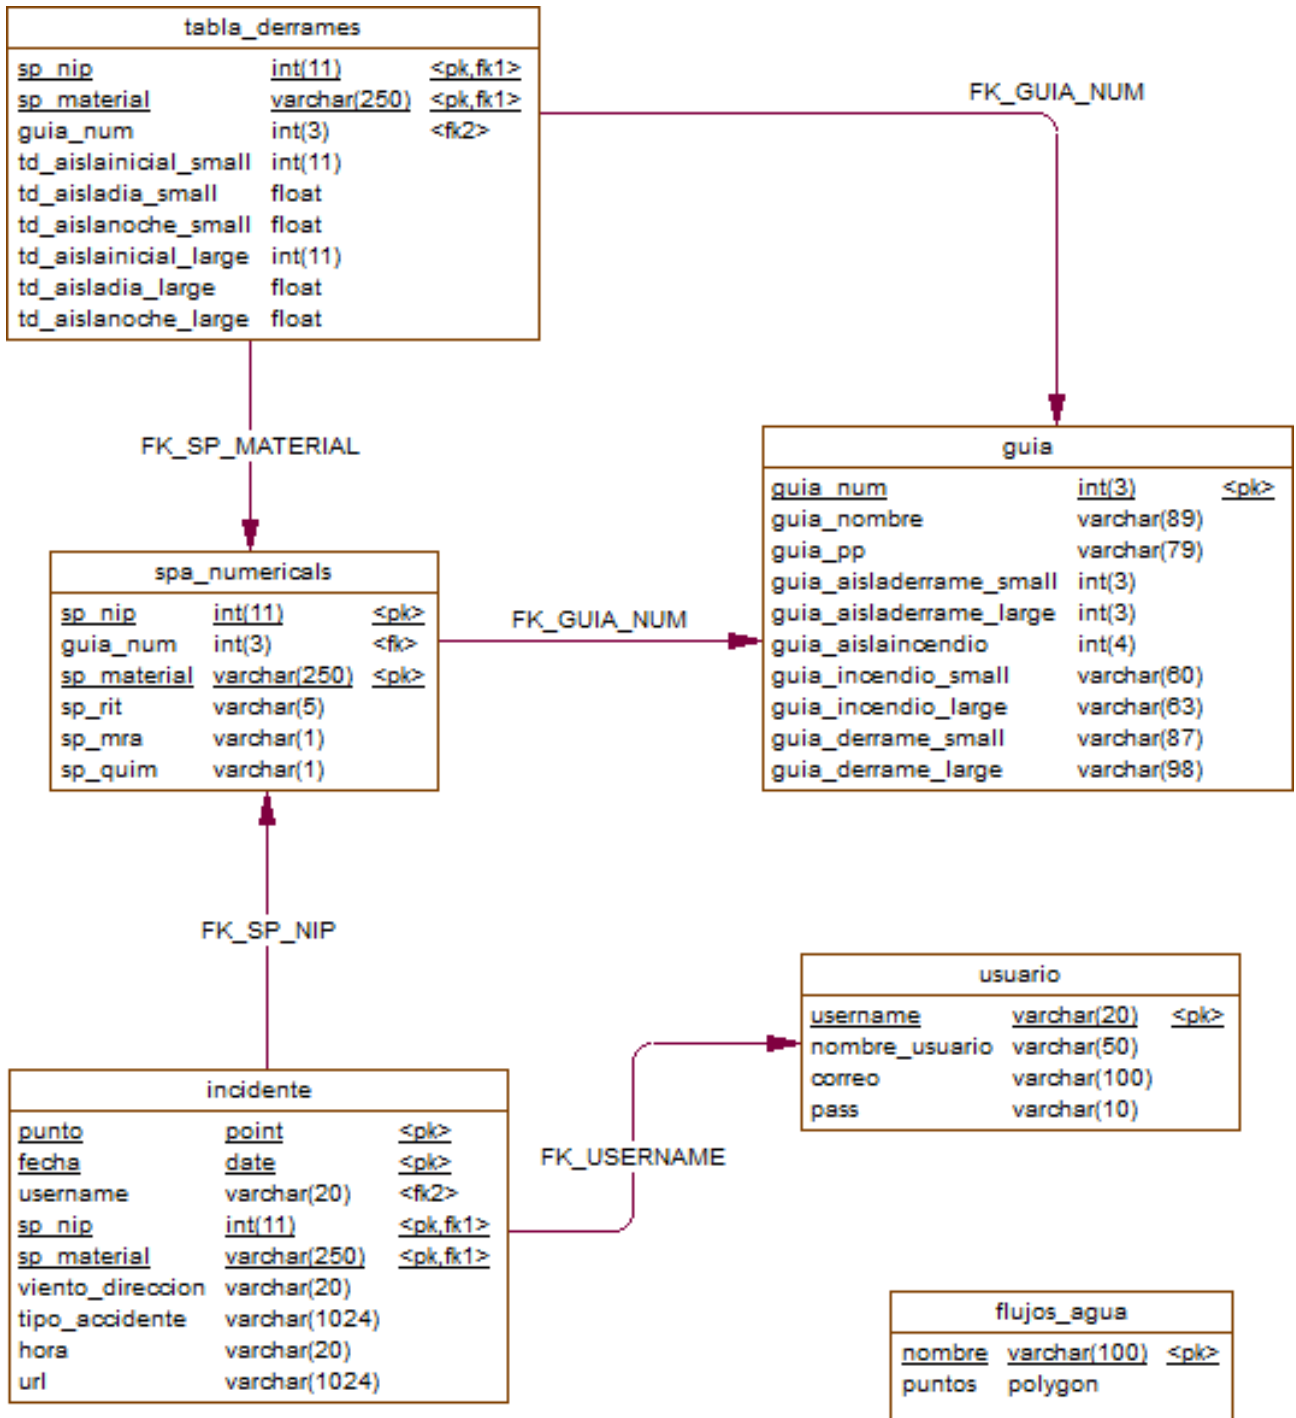 tabla_derrames
sp_nip int(11) <pk,fk1>
sp_material varchar(250) <pk,fk1>
guia_num int(3) <fk2>
td_aislainicial_small int(11)
td_aisladia_small float
td_aislanoche_small float
td_aislainicial_large int(11)
td_aisladia_large float
td_aislanoche_large float
FK_GUIA_NUM
FK_SP_MATERIAL
guia
guia_num int(3) <pk>
guia_nombre varchar(89)
guia_pp varchar(79)
guia_aisladerrame_small int(3)
guia_aisladerrame_large int(3)
guia_aislaincendio int(4)
guia_incendio_small varchar(60)
guia_incendio_large varchar(63)
guia_derrame_small varchar(87)
guia_derrame_large varchar(98)
spa_numericals
sp_nip int(11) <pk>
guia_num int(3) <fk>
sp_material varchar(250) <pk>
sp_rit varchar(5)
sp_mra varchar(1)
sp_quim varchar(1)
FK_GUIA_NUM
FK_SP_NIP
usuario
username varchar(20) <pk>
nombre_usuario varchar(50)
correo varchar(100)
pass varchar(10)
incidente
punto point <pk>
fecha date <pk>
username varchar(20) <fk2>
sp_nip int(11) <pk,fk1>
sp_material varchar(250) <pk,fk1>
viento_direccion varchar(20)
tipo_accidente varchar(1024)
hora varchar(20)
url varchar(1024)
FK_USERNAME
flujos_agua
nombre varchar(100) <pk>
puntos polygon